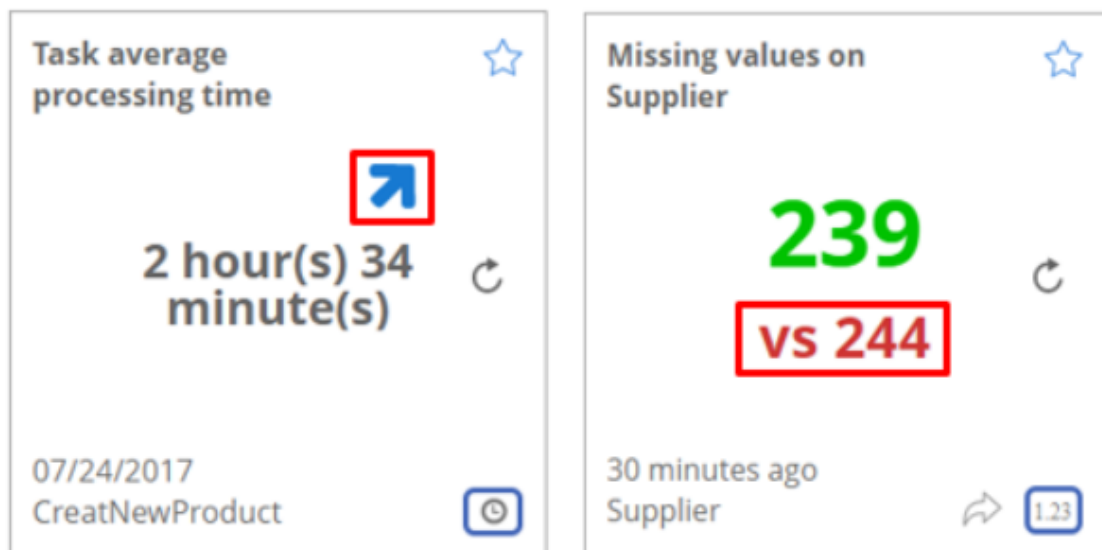 Task average
processing time
2 hour(s) 34
minute(s)
07/24/2017
CreatNewProduct
Missing values on
Supplier
239
vs 244
30 minutes ago
Supplier
1.23